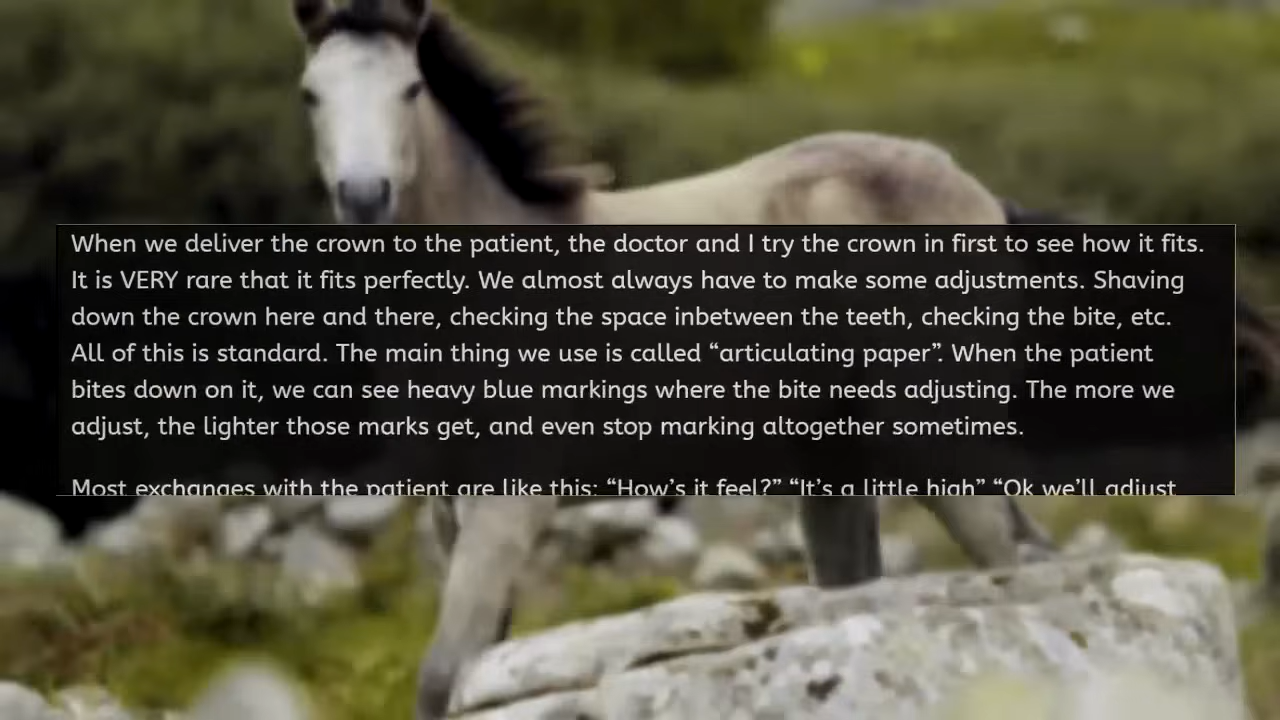 When we deliver the crown to the patient, the doctor and I try the crown in first to see how it fits.
It is VERY rare that it fits perfectly. We almost always have to make some adjustments. Shaving
down the crown here and there, checking the space inbetween the teeth, checking the bite, etc.
All of this is standard. The main thing we use is called “articulating paper”. When the patient
bites down on it, we can see heavy blue markings where the bite needs adjusting. The more we
adjust, the lighter those marks get, and even stop marking altogether sometimes.
Most exchanges with the patient are like this: “How’s it feel?” “It’s a little high” “Ok we’ll adjust